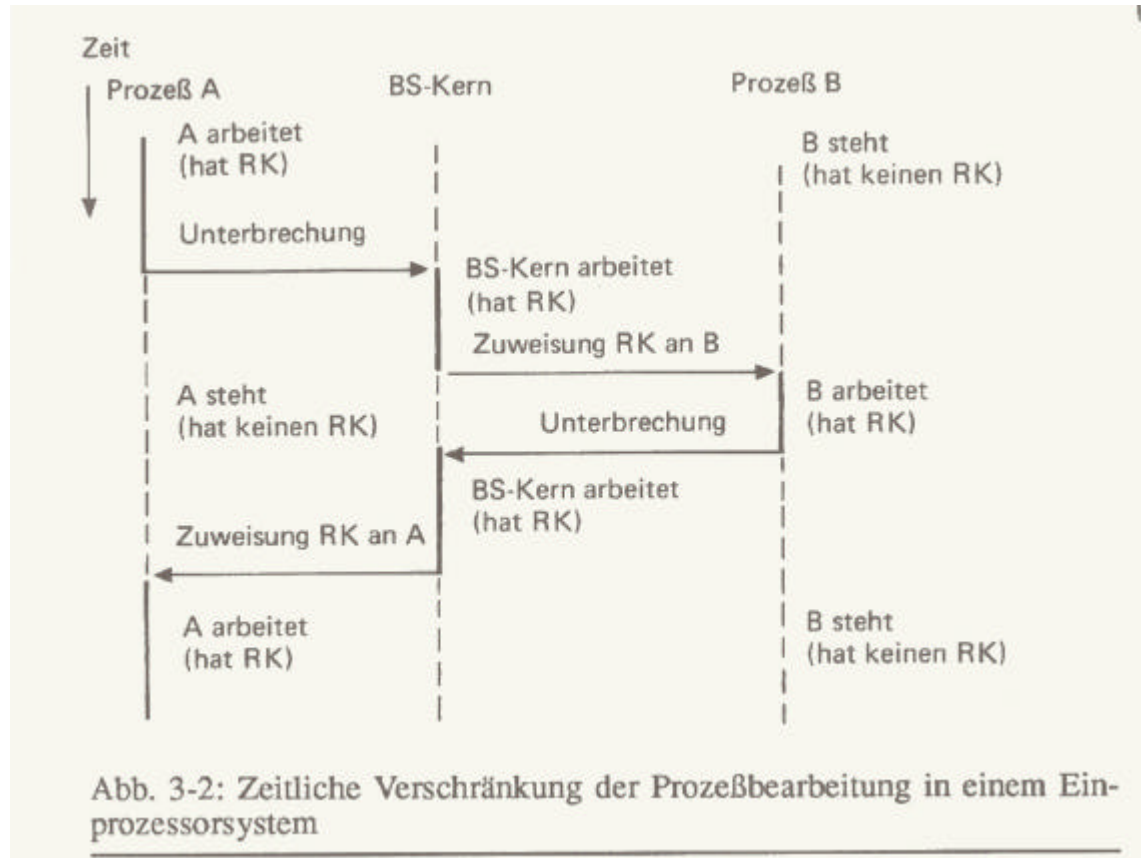 Zeit
Prozeß A
BS-Kern
Prozeß B
A arbeitet
(hat RK)
B steht
(hat keinen RK)
Unterbrechung
BS-Kern arbeitet
(hat RK)
Zuweisung RK an B
A steht
(hat keinen RK)
B arbeitet
(hat RK)
Unterbrechung
BS-Kern arbeitet
(hat RK)
Zuweisung RK an A
A arbeitet
(hat RK)
B steht
(hat keinen RK)
Abb. 3-2: Zeitliche Verschränkung der Prozeßbearbeitung in einem Ein-
prozessorsystem